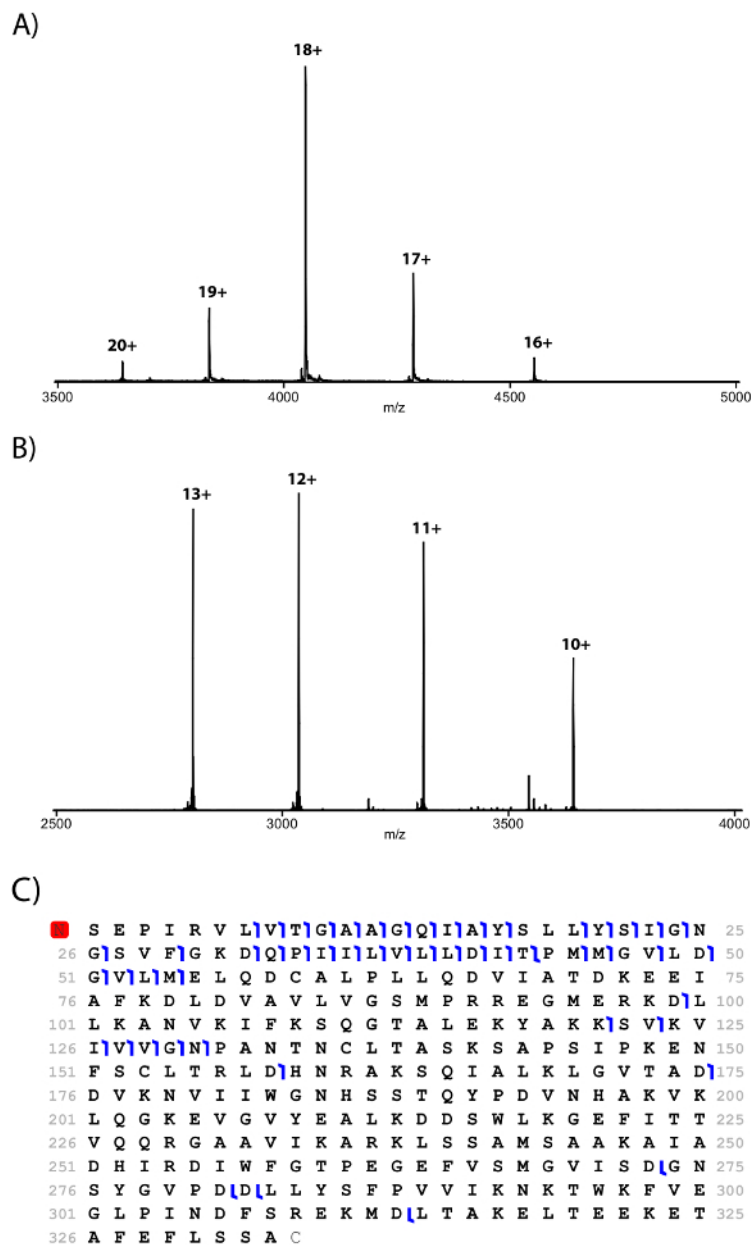 A)
18+
17+
19+
20+
16+
3500 4000 4500 5000
m/z
B)
12+
13+
11+
10+
2500 3000 3500 4000
m/z
C)
N S E P I R V L V T G A A G Q I A Y S L L Y S I G N 25
26 G S V F G K D Q P I I L V L L D I T P M M G V L D 50
51 G V L M E L Q D C A L P L L Q D V I A T D K E E I 75
76 A F K D L D V A V L V G S M P R R E G M E R K D L 100
101 L K A N V K I F K S Q G T A L E K Y A K K S V K V 125
126 I V V G N P A N T N C L T A S K S A P S I P K E N 150
151 F S C L T R L D H N R A K S Q I A L K L G V T A D 175
176 D V K N V I I W G N H S S T Q Y P D V N H A K V K 200
201 L Q G K E V G V Y E A L K D D S W L K G E F I T T 225
226 V Q Q R G A A V I K A R K L S S A M S A A K A I A 250
251 D H I R D I W F G T P E G E F V S M G V I S D G N 275
276 S Y G V P D D L L Y S F P V V I K N K T W K F V E 300
301 G L P I N D F S R E K M D L T A K E L T E E K E T 325
326 A F E F L S S A C